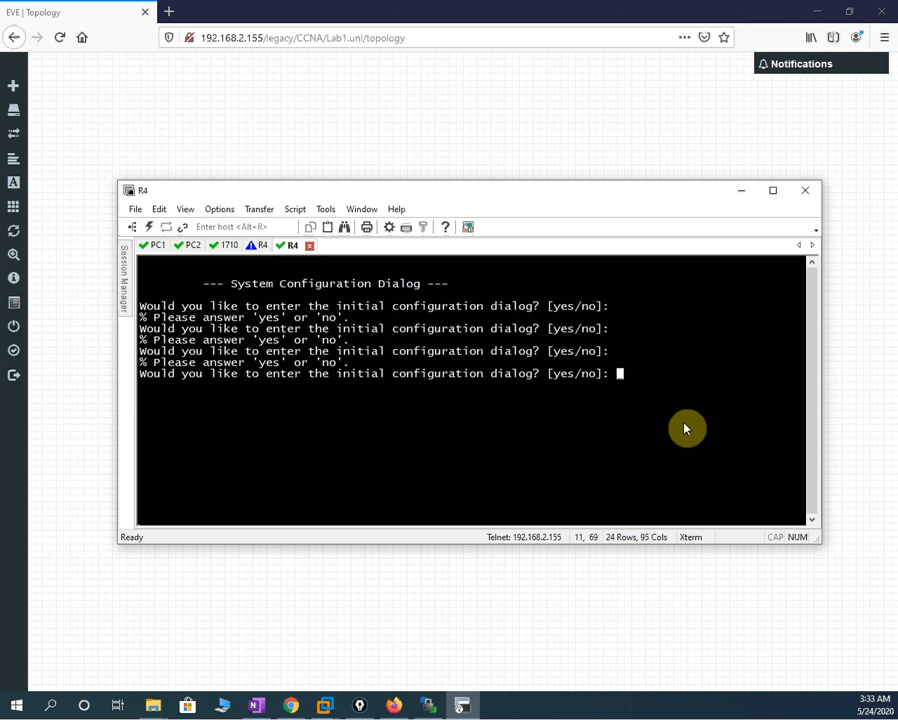 EVE | Topology
192.168.2.155/legacy/CCNA/Lab1.unl/topology
Notifications
R4
File Edit View Options Transfer Script Tools Window Help
Enter host <Alt+R>
PC1 PC2 1710 R4 R4
Session Manager
--- System Configuration Dialog ---
Would you like to enter the initial configuration dialog? [yes/no]:
% Please answer 'yes' or 'no'.
Would you like to enter the initial configuration dialog? [yes/no]:
% Please answer 'yes' or 'no'.
Would you like to enter the initial configuration dialog? [yes/no]:
% Please answer 'yes' or 'no'.
Would you like to enter the initial configuration dialog? [yes/no]:
Ready Telnet: 192.168.2.155 11, 69 24 Rows, 95 Cols Xterm CAP NUM
3:33 AM
5/24/2020